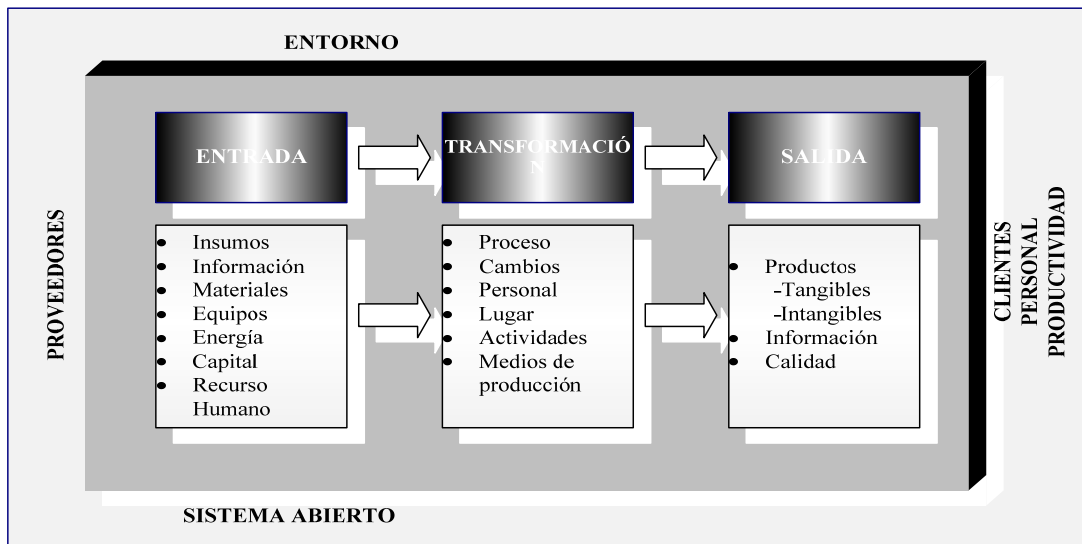 ENTORNO
PROVEEDORES
ENTRADA
TRANSFORMACIÓ
N
SALIDA
• Insumos
• Información
• Materiales
• Equipos
• Energía
• Capital
• Recurso
Humano
• Proceso
• Cambios
• Personal
• Lugar
• Actividades
• Medios de
producción
• Productos
-Tangibles
-Intangibles
• Información
• Calidad
CLIENTES
PERSONAL
PRODUCTIVIDAD
SISTEMA ABIERTO